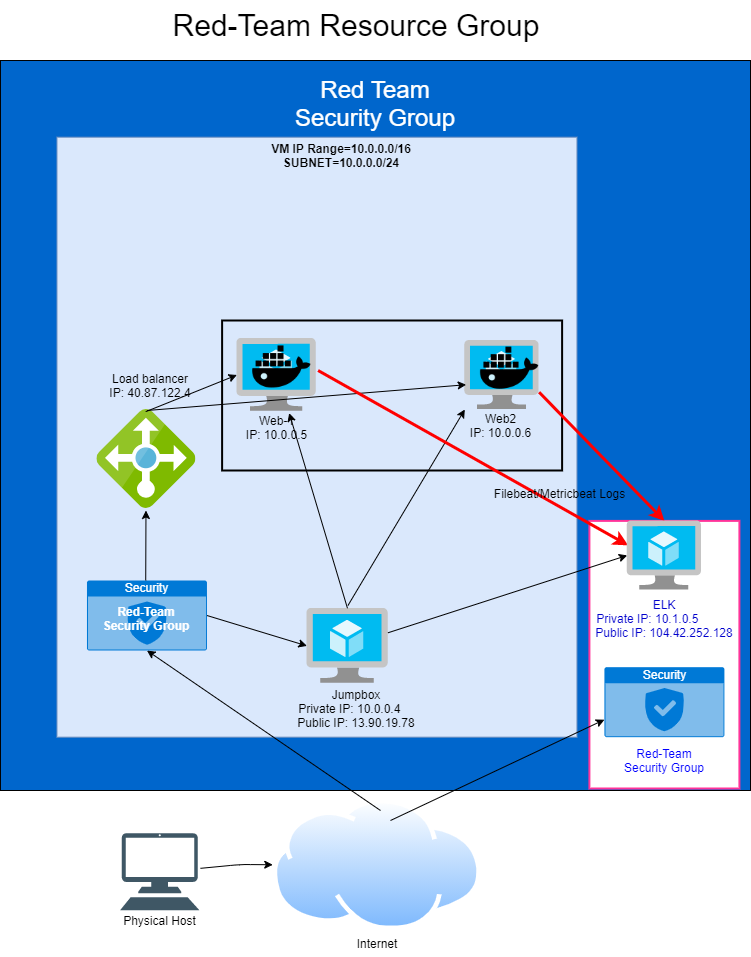 Red-Team Resource Group
Red Team
Security Group
VM IP Range=10.0.0.0/16
SUBNET=10.0.0.0/24
Load balancer
IP: 40.87.122.4
Web-
IP: 10.0.0.5
Web2
IP: 10.0.0.6
Filebeat/Metricbeat Logs
ELK
Private IP: 10.1.0.5
Public IP: 104.42.252.128
Security
Red-Team
Security Group
Jumpbox
Private IP: 10.0.0.4
Public IP: 13.90.19.78
Security
Red-Team
Security Group
Physical Host
Internet